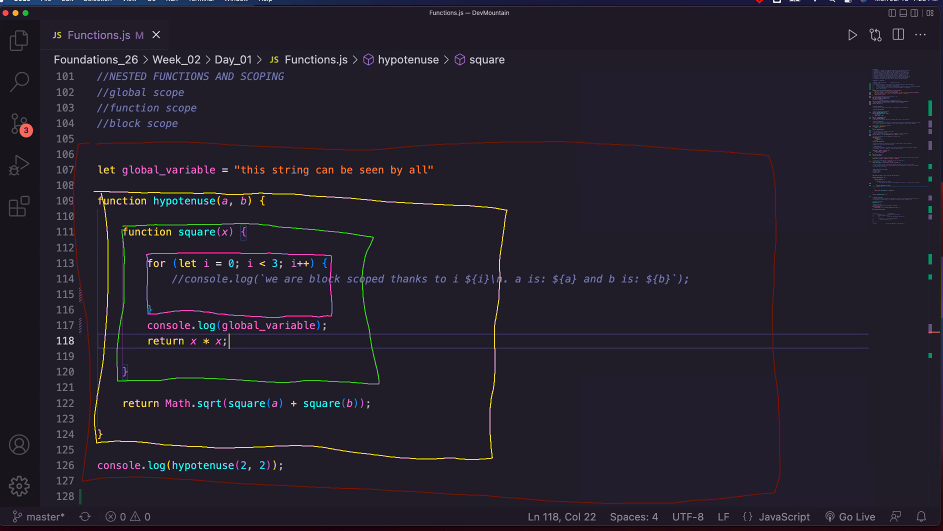 Functions.js — DevMountain
JS Functions.js M ×
Foundations_26 > Week_02 > Day_01 > JS Functions.js > hypotenuse > square
101 //NESTED FUNCTIONS AND SCOPING
102 //global scope
103 //function scope
104 //block scope
105
106
107 let global_variable = "this string can be seen by all"
108
109 function hypotenuse(a, b) {
110
111 function square(x) {
112
113 for (let i = 0; i < 3; i++) {
114 //console.log(`we are block scoped thanks to i ${i}\n. a is: ${a} and b is: ${b}`);
115
116 }
117 console.log(global_variable);
118 return x * x;
119
120 }
121
122 return Math.sqrt(square(a) + square(b));
123
124 }
125
126 console.log(hypotenuse(2, 2));
127
128
3
master* 0 0 Ln 118, Col 22 Spaces: 4 UTF-8 LF {} JavaScript Go Live